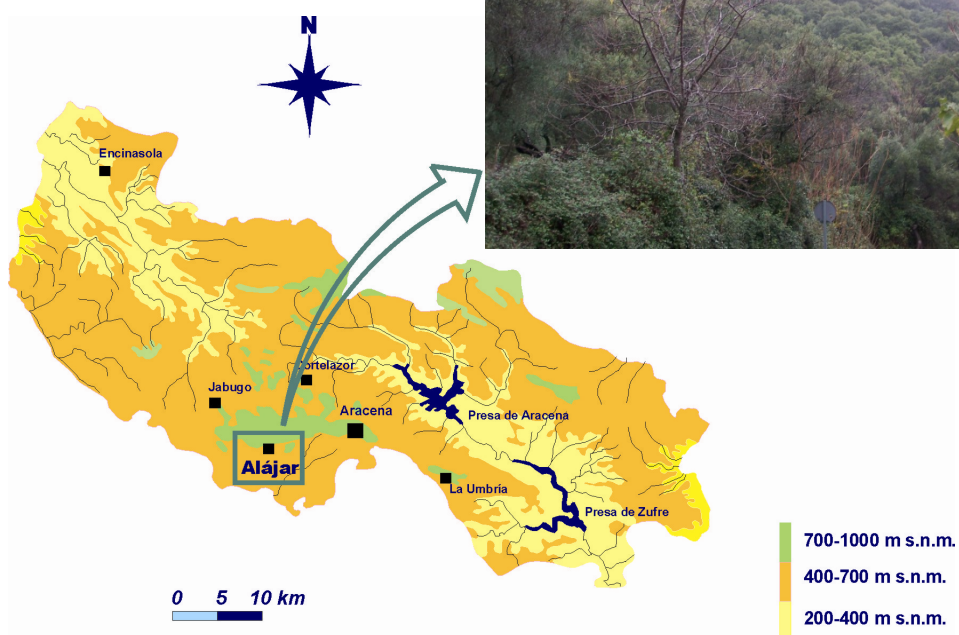 N
Encinasola
Cortelazor
Jabugo
Aracena
Presa de Aracena
Alájar
La Umbría
Presa de Zufre
700-1000 m s.n.m.
400-700 m s.n.m.
200-400 m s.n.m.
0 5 10 km